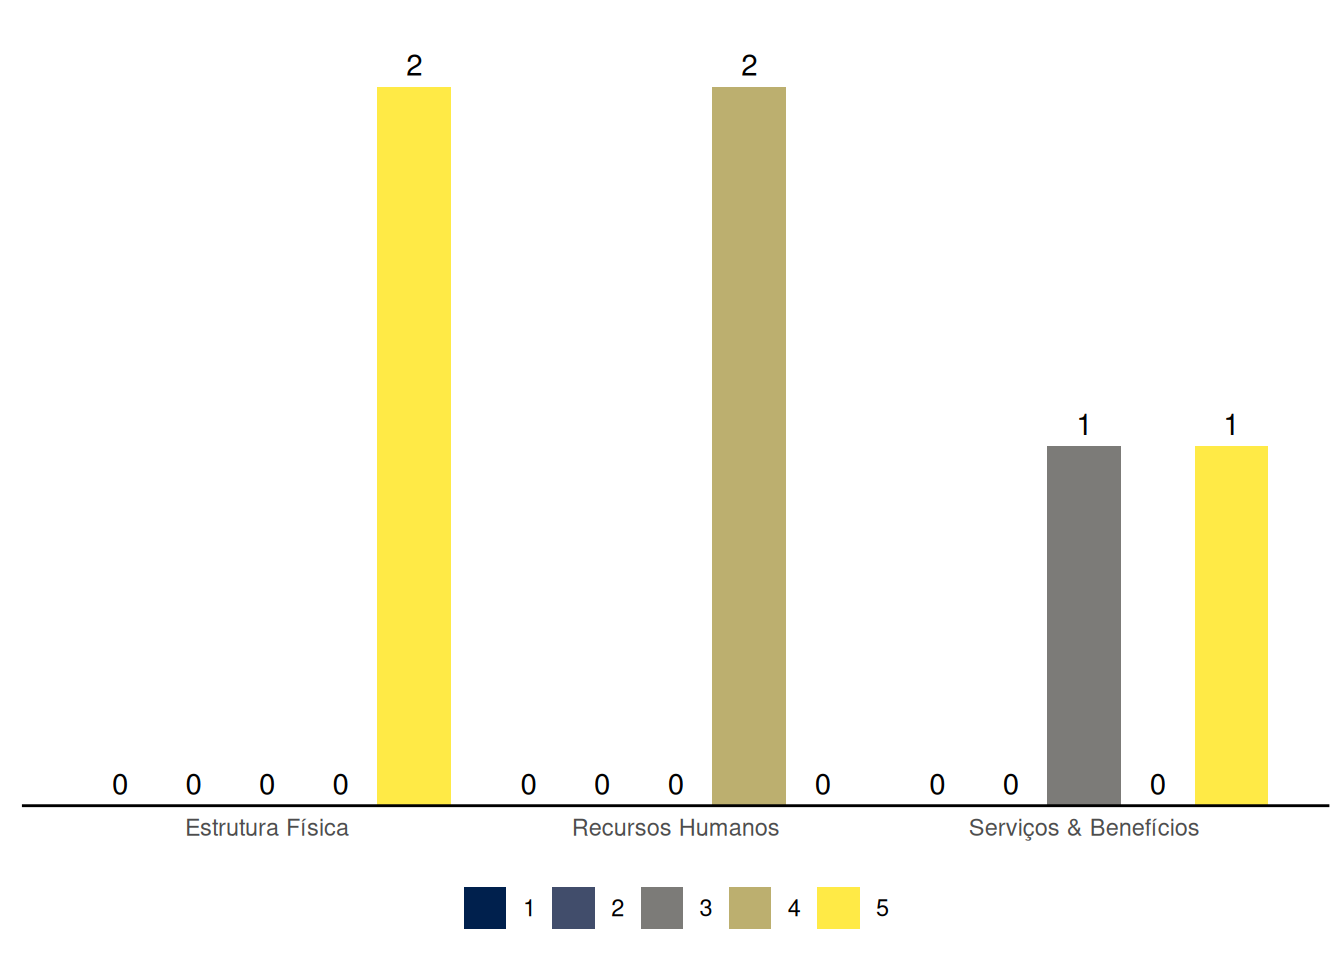 2 2
1 1
0 0 0 0 0 0 0 0 0 0 0
Estrutura Física Recursos Humanos Serviços & Benefícios
1 2 3 4 5